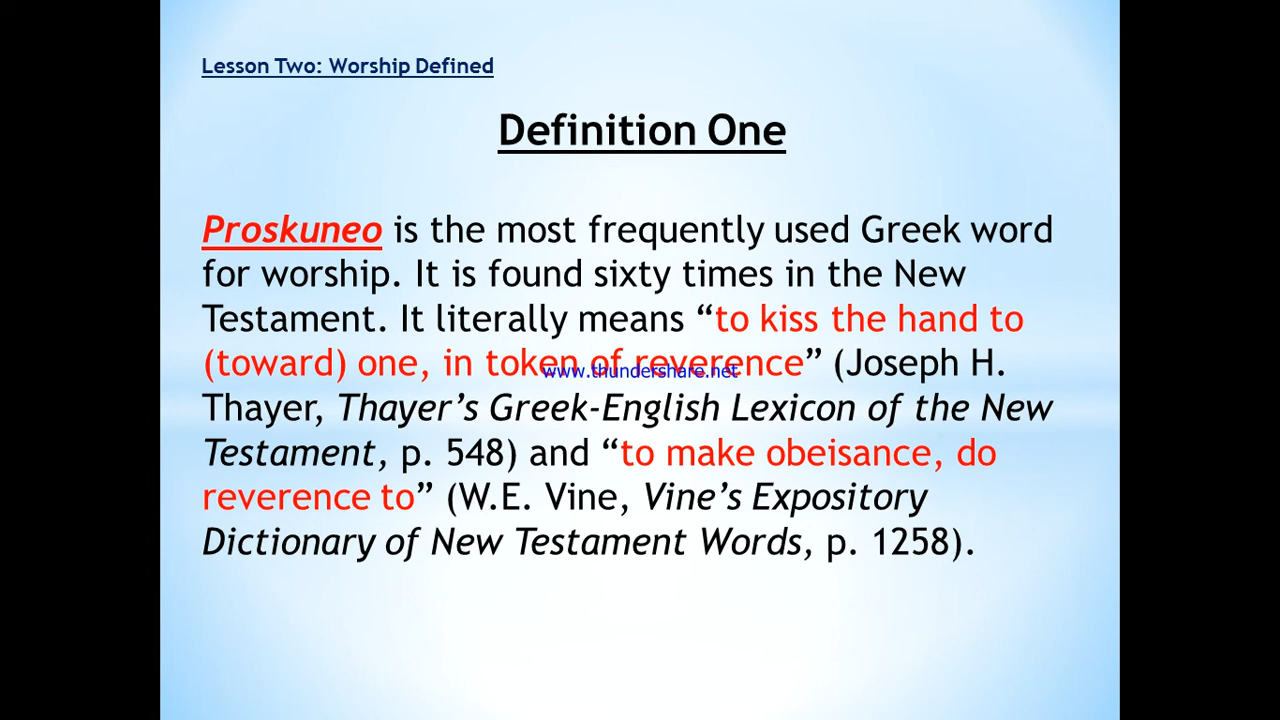 Lesson Two: Worship Defined
Definition One
Proskuneo is the most frequently used Greek word
for worship. It is found sixty times in the New
Testament. It literally means “to kiss the hand to
(toward) one, in token of reverence” (Joseph H.
www.thundershare.net
Thayer, Thayer’s Greek-English Lexicon of the New
Testament, p. 548) and “to make obeisance, do
reverence to” (W.E. Vine, Vine’s Expository
Dictionary of New Testament Words, p. 1258).